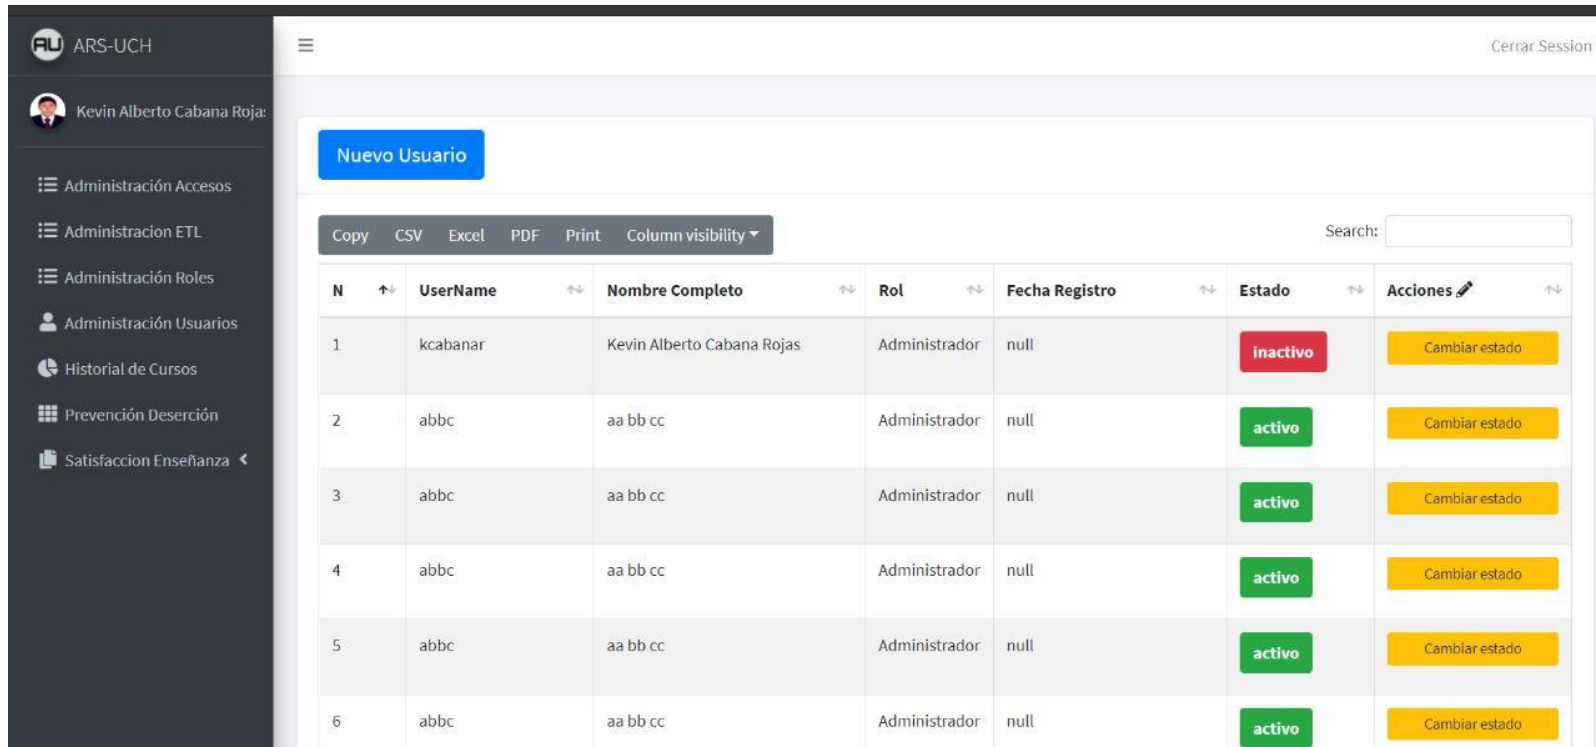 ARS-UCH
Cerrar Session
Kevin Alberto Cabana Rojas
Administración Accesos
Administracion ETL
Administración Roles
Administración Usuarios
Historial de Cursos
Prevención Deserción
Satisfaccion Enseñanza
Nuevo Usuario
Copy CSV Excel PDF Print Column visibility
Search:
N UserName Nombre Completo Rol Fecha Registro Estado Acciones
1 kcabanar Kevin Alberto Cabana Rojas Administrador null inactivo Cambiar estado
2 abbc aa bb cc Administrador null activo Cambiar estado
3 abbc aa bb cc Administrador null activo Cambiar estado
4 abbc aa bb cc Administrador null activo Cambiar estado
5 abbc aa bb cc Administrador null activo Cambiar estado
6 abbc aa bb cc Administrador null activo Cambiar estado